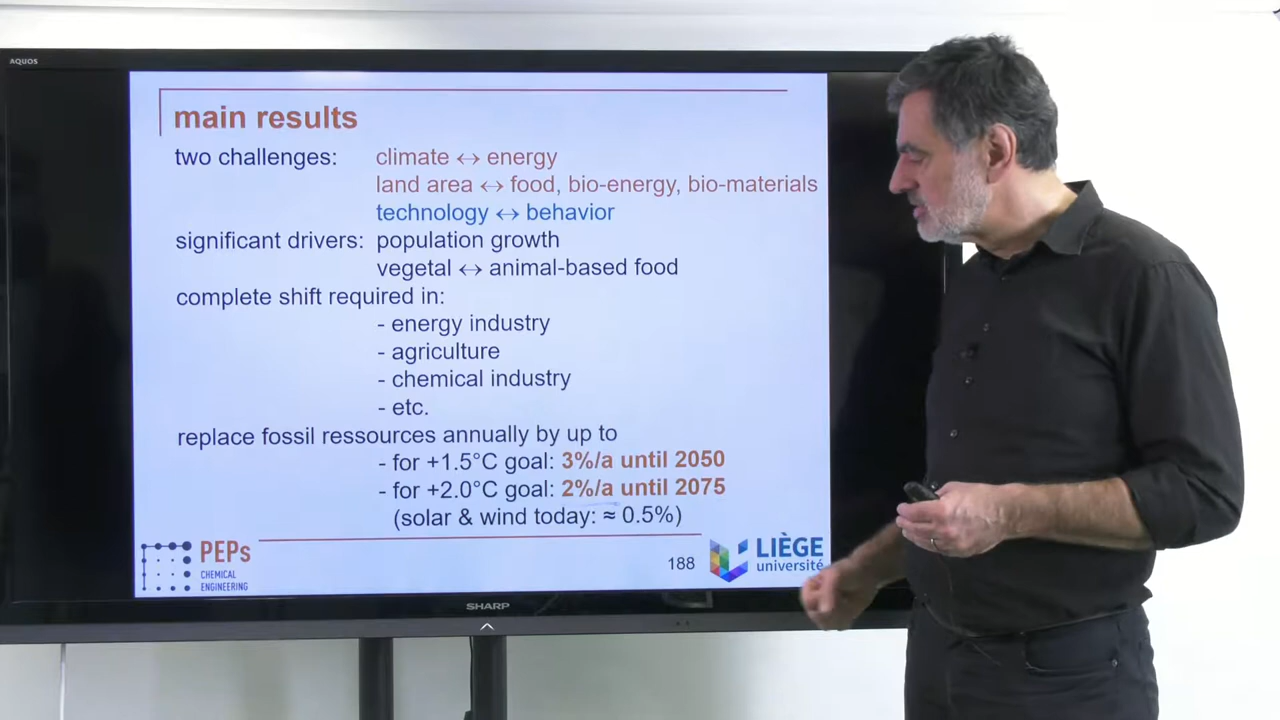 AQUOS
main results
two challenges: climate ↔ energy
land area ↔ food, bio-energy, bio-materials
technology ↔ behavior
significant drivers: population growth
vegetal ↔ animal-based food
complete shift required in:
- energy industry
- agriculture
- chemical industry
- etc.
replace fossil ressources annually by up to
- for +1.5°C goal: 3%/a until 2050
- for +2.0°C goal: 2%/a until 2075
(solar & wind today: ≈ 0.5%)
PEPs
CHEMICAL
ENGINEERING
188
LIÈGE
université
SHARP